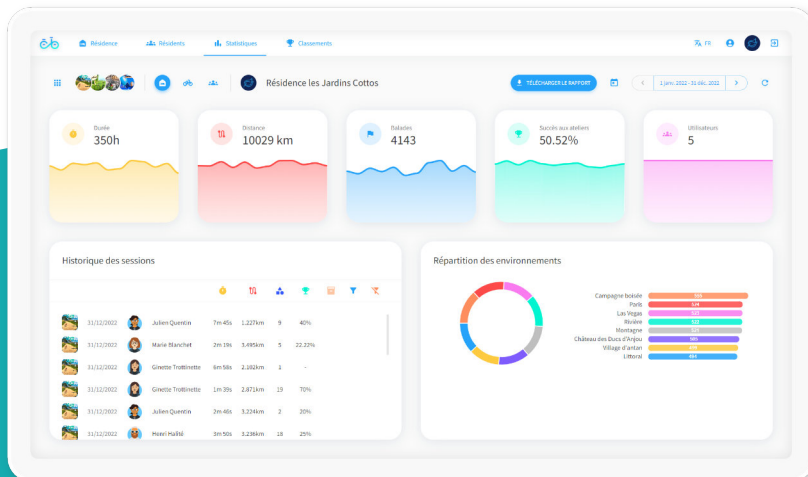 Résidence Résidents Statistiques Classements FR
Résidence les Jardins Cottos TÉLÉCHARGER LE RAPPORT 1 janv. 2022 - 31 déc. 2022
Durée
350h
Distance
10029 km
Balades
4143
Succès aux ateliers
50.52%
Utilisateurs
5
Historique des sessions
31/12/2022 Julien Quentin 7m 45s 1.227km 9 40%
31/12/2022 Marie Blanchet 2m 19s 3.495km 5 22.22%
31/12/2022 Ginette Trottinette 6m 58s 2.102km 1 -
31/12/2022 Ginette Trottinette 1m 39s 2.871km 19 70%
31/12/2022 Julien Quentin 2m 46s 3.224km 2 20%
31/12/2022 Henri Halité 3m 50s 3.236km 18 25%
Répartition des environnements
Campagne boisée
Paris
Las Vegas
Rivière
Montagne
Château des Ducs d'Anjou
Village d'antan
Littoral